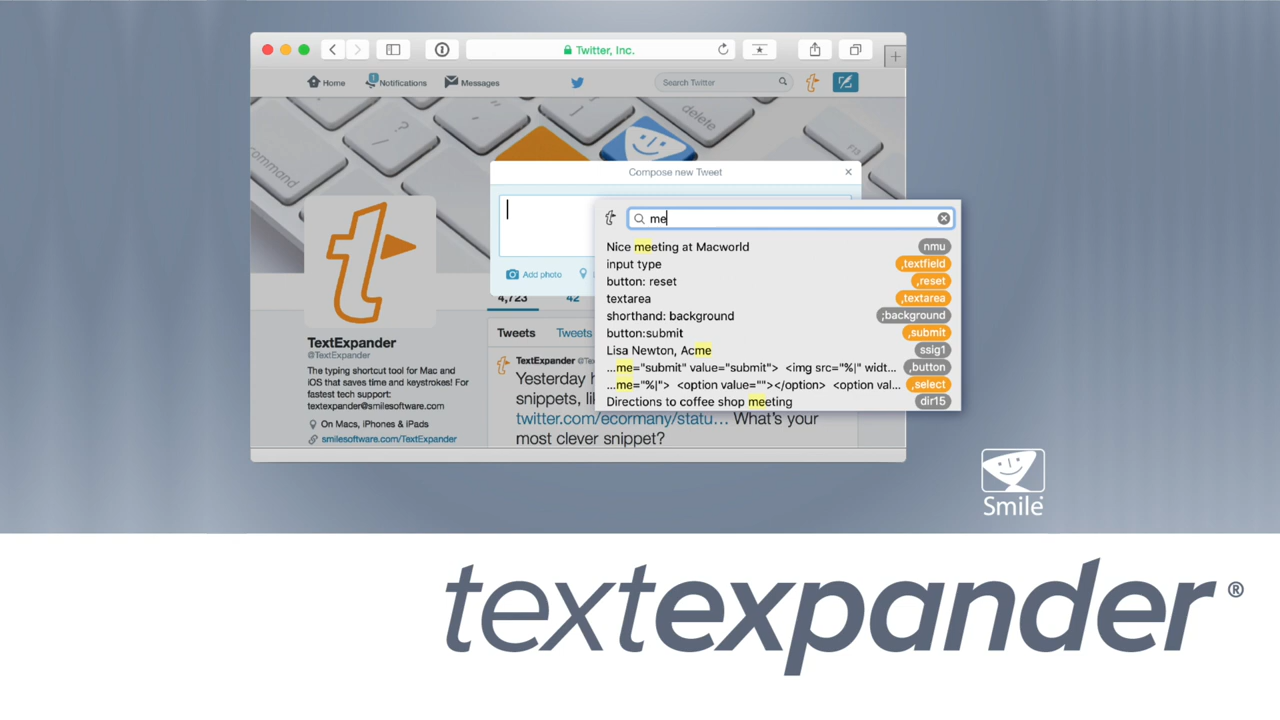 Twitter, Inc.
Home
1
Notifications
Messages
Search Twitter
command
?
/
delete
F13
Compose new Tweet
me
Add photo
Nice meeting at Macworld nmu
input type ,textfield
button: reset ,reset
textarea ,textarea
shorthand: background ;background
button:submit ,submit
Lisa Newton, Acme ssig1
...me="submit" value="submit"> <img src="%|" widt... ,button
...me="%|"> <option value=""></option> <option val... ,select
Directions to coffee shop meeting dir15
4,723 42
TextExpander
@TextExpander
The typing shortcut tool for Mac and
iOS that saves time and keystrokes! For
fastest tech support:
textexpander@smilesoftware.com
On Macs, iPhones & iPads
smilesoftware.com/TextExpander
Tweets Tweets
TextExpander
Yesterday
snippets,
twitter.com/ecormany/statu… What's your
most clever snippet?
Smile
textexpander®